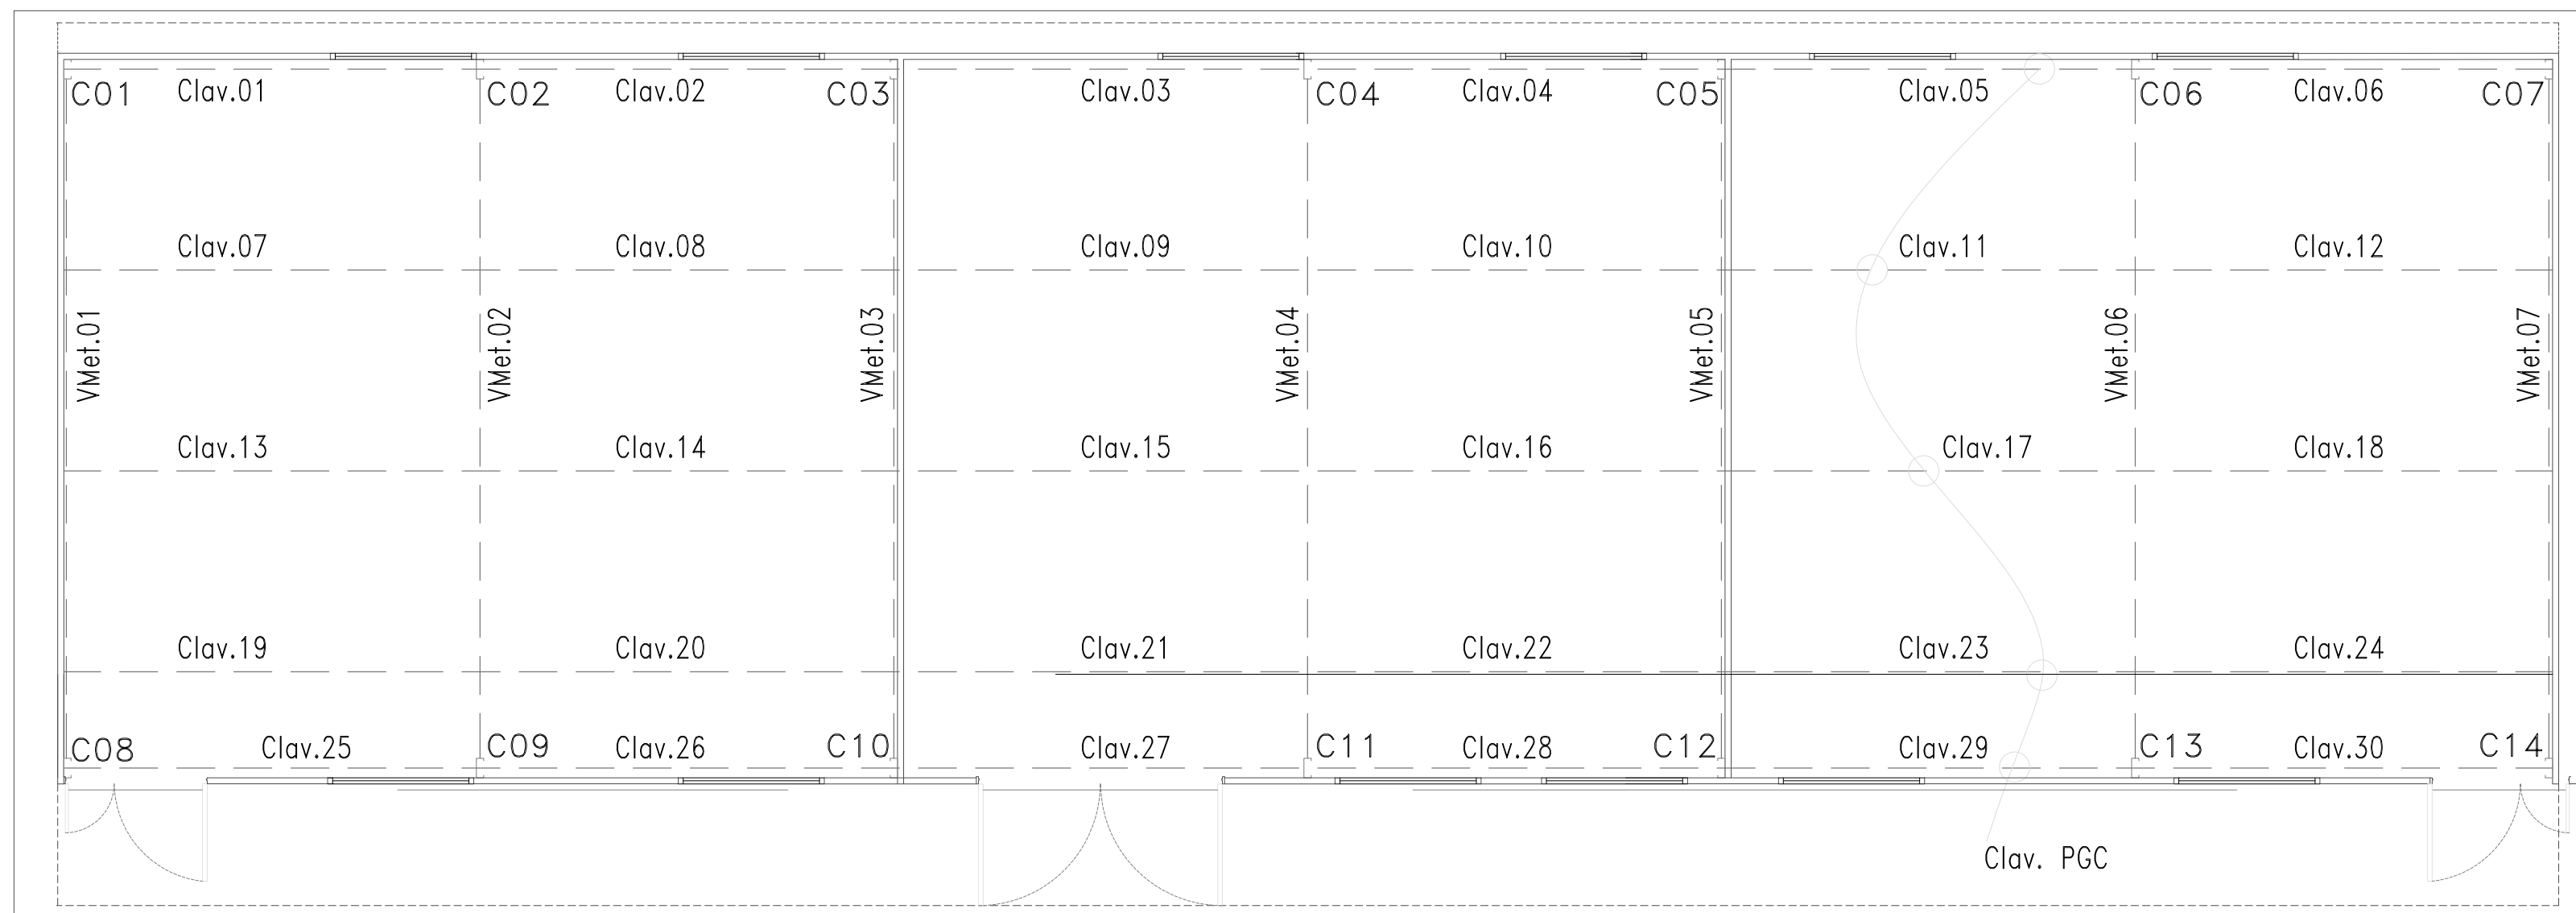 C01 Clav.01 C02 Clav.02 C03 Clav.03 C04 Clav.04 C05 Clav.05 C06 Clav.06 C07
Clav.07 Clav.08 Clav.09 Clav.10 Clav.11 Clav.12
VMet.01 VMet.02 VMet.03 VMet.04 VMet.05 VMet.06 VMet.07
Clav.13 Clav.14 Clav.15 Clav.16 Clav.17 Clav.18
Clav.19 Clav.20 Clav.21 Clav.22 Clav.23 Clav.24
C08 Clav.25 C09 Clav.26 C10 Clav.27 C11 Clav.28 C12 Clav.29 C13 Clav.30 C14
Clav. PGC